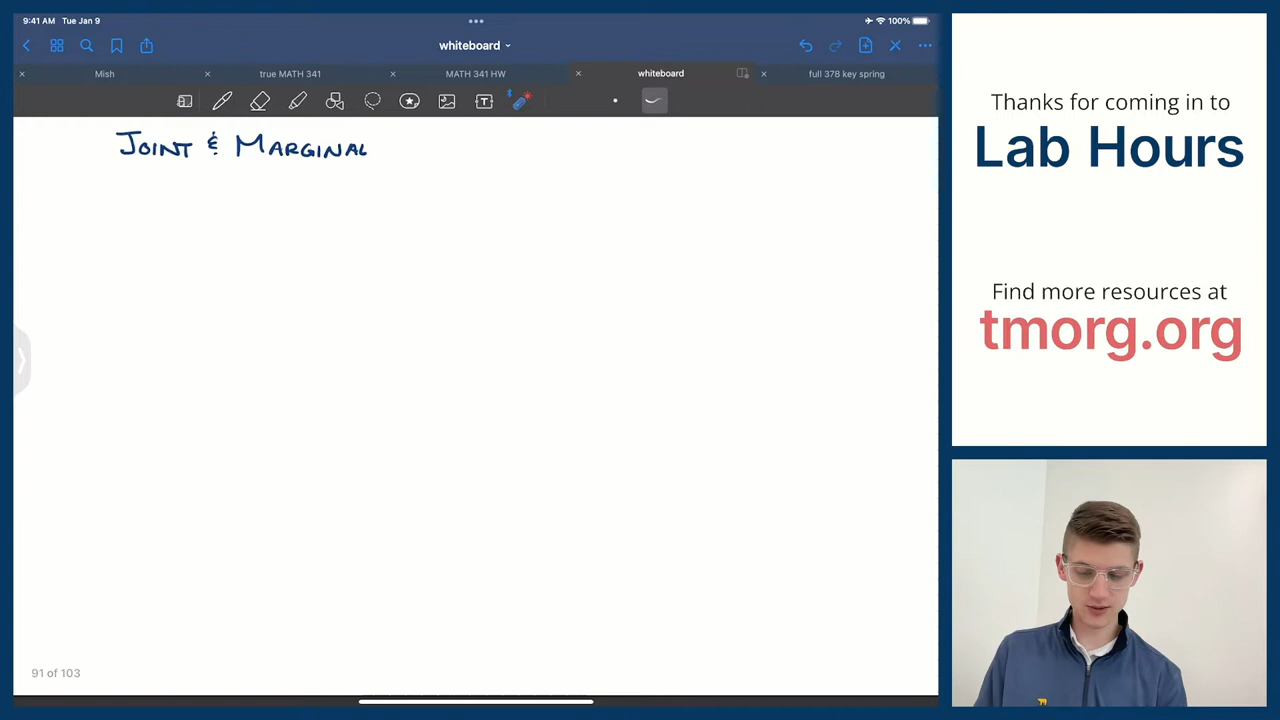 9:41 AM Tue Jan 9
100%
whiteboard
Mish
true MATH 341
MATH 341 HW
whiteboard
full 378 key spring
JOINT & MARGINAL
91 of 103
Thanks for coming in to
Lab Hours
Find more resources at
tmorg.org